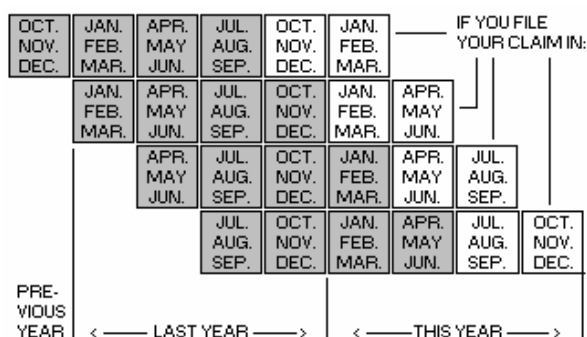 OCT. JAN. APR. JUL. OCT. JAN. IF YOU FILE
NOV. FEB. MAY AUG. NOV. FEB. YOUR CLAIM IN:
DEC. MAR. JUN. SEP. DEC. MAR.
JAN. APR. JUL. OCT. JAN. APR.
FEB. MAY AUG. NOV. FEB. MAY
MAR. JUN. SEP. DEC. MAR. JUN.
APR. JUL. OCT. JAN. APR. JUL.
MAY AUG. NOV. FEB. MAY AUG.
JUN. SEP. DEC. MAR. JUN. SEP.
JUL. OCT. JAN. APR. JUL. OCT.
AUG. NOV. FEB. MAY AUG. NOV.
SEP. DEC. MAR. JUN. SEP. DEC.
PRE-
VIOUS
YEAR < —— LAST YEAR —— > < ——THIS YEAR —— >